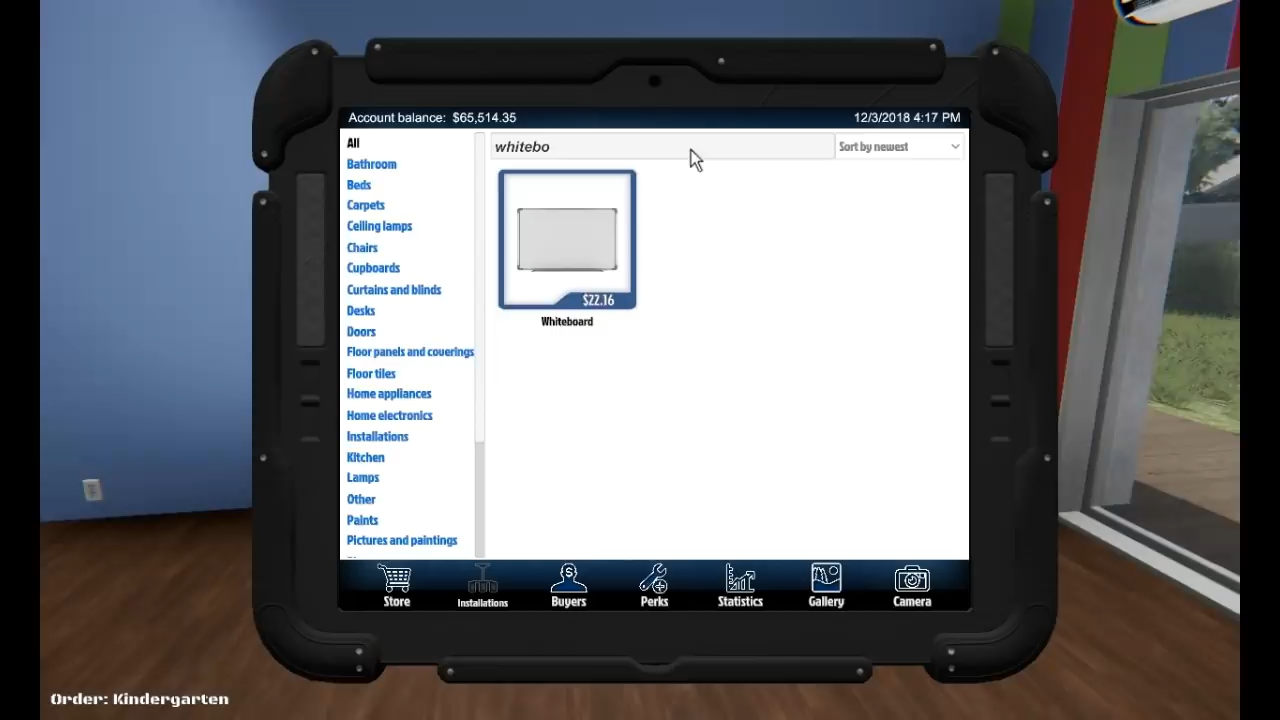 Account balance: $65,514.35
12/3/2018 4:17 PM
All
Bathroom
Beds
Carpets
Ceiling lamps
Chairs
Cupboards
Curtains and blinds
Desks
Doors
Floor panels and coverings
Floor tiles
Home appliances
Home electronics
Installations
Kitchen
Lamps
Other
Paints
Pictures and paintings
whitebo
Sort by newest
$22.16
Whiteboard
Store
Installations
Buyers
Perks
Statistics
Gallery
Camera
Order: Kindergarten